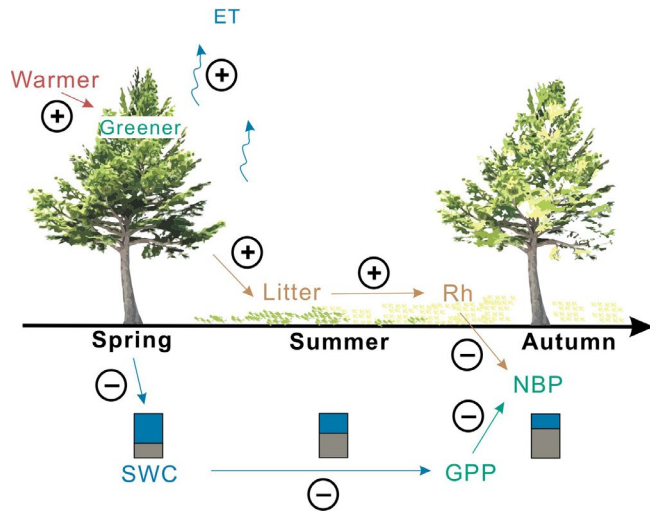 ET
Warmer
+
+
Greener
+
+
Litter
Rh
Spring
Summer
Autumn
−
−
NBP
−
SWC
GPP
−